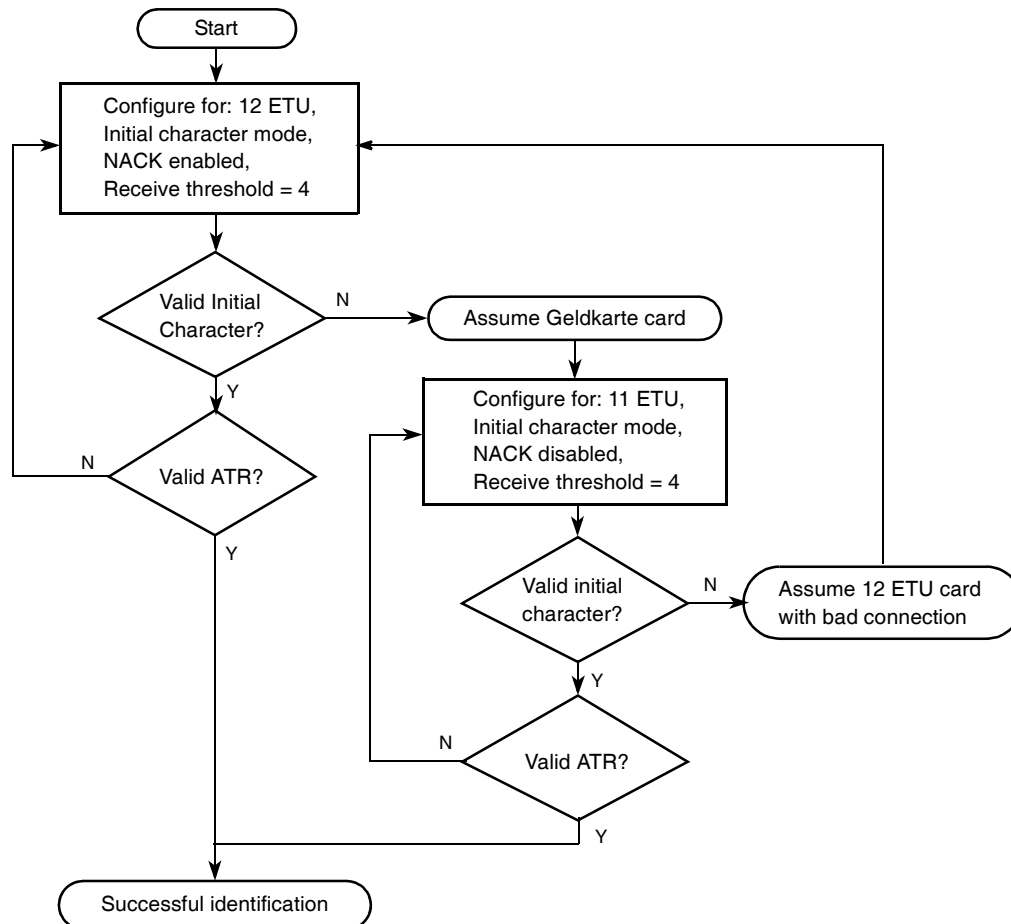 Start
Configure for: 12 ETU,
Initial character mode,
NACK enabled,
Receive threshold = 4
Valid Initial
Character?
N
Y
Assume Geldkarte card
Configure for: 11 ETU,
Initial character mode,
NACK disabled,
Receive threshold = 4
N
Valid ATR?
Y
Valid initial
character?
N
Y
Assume 12 ETU card
with bad connection
N
Valid ATR?
Y
Successful identification